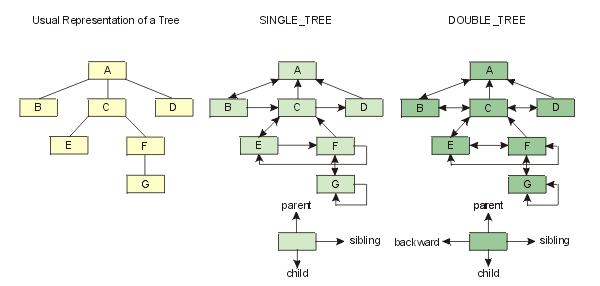 Usual Representation of a Tree
SINGLE_TREE
DOUBLE_TREE
A
A
A
B
C
D
B
C
D
B
C
D
E
F
E
F
E
F
G
G
G
parent
parent
sibling
backward
sibling
child
child